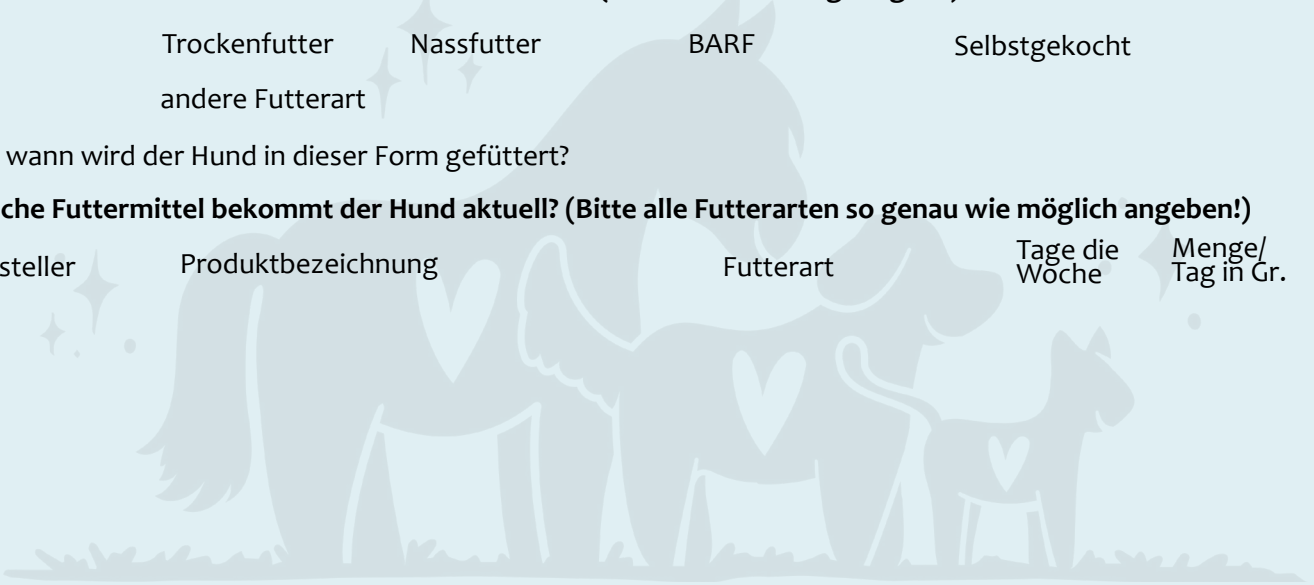 Trockenfutter Nassfutter BARF Selbstgekocht
andere Futterart
wann wird der Hund in dieser Form gefüttert?
che Futtermittel bekommt der Hund aktuell? (Bitte alle Futterarten so genau wie möglich angeben!)
steller Produktbezeichnung Futterart Tage die Woche Menge/ Tag in Gr.